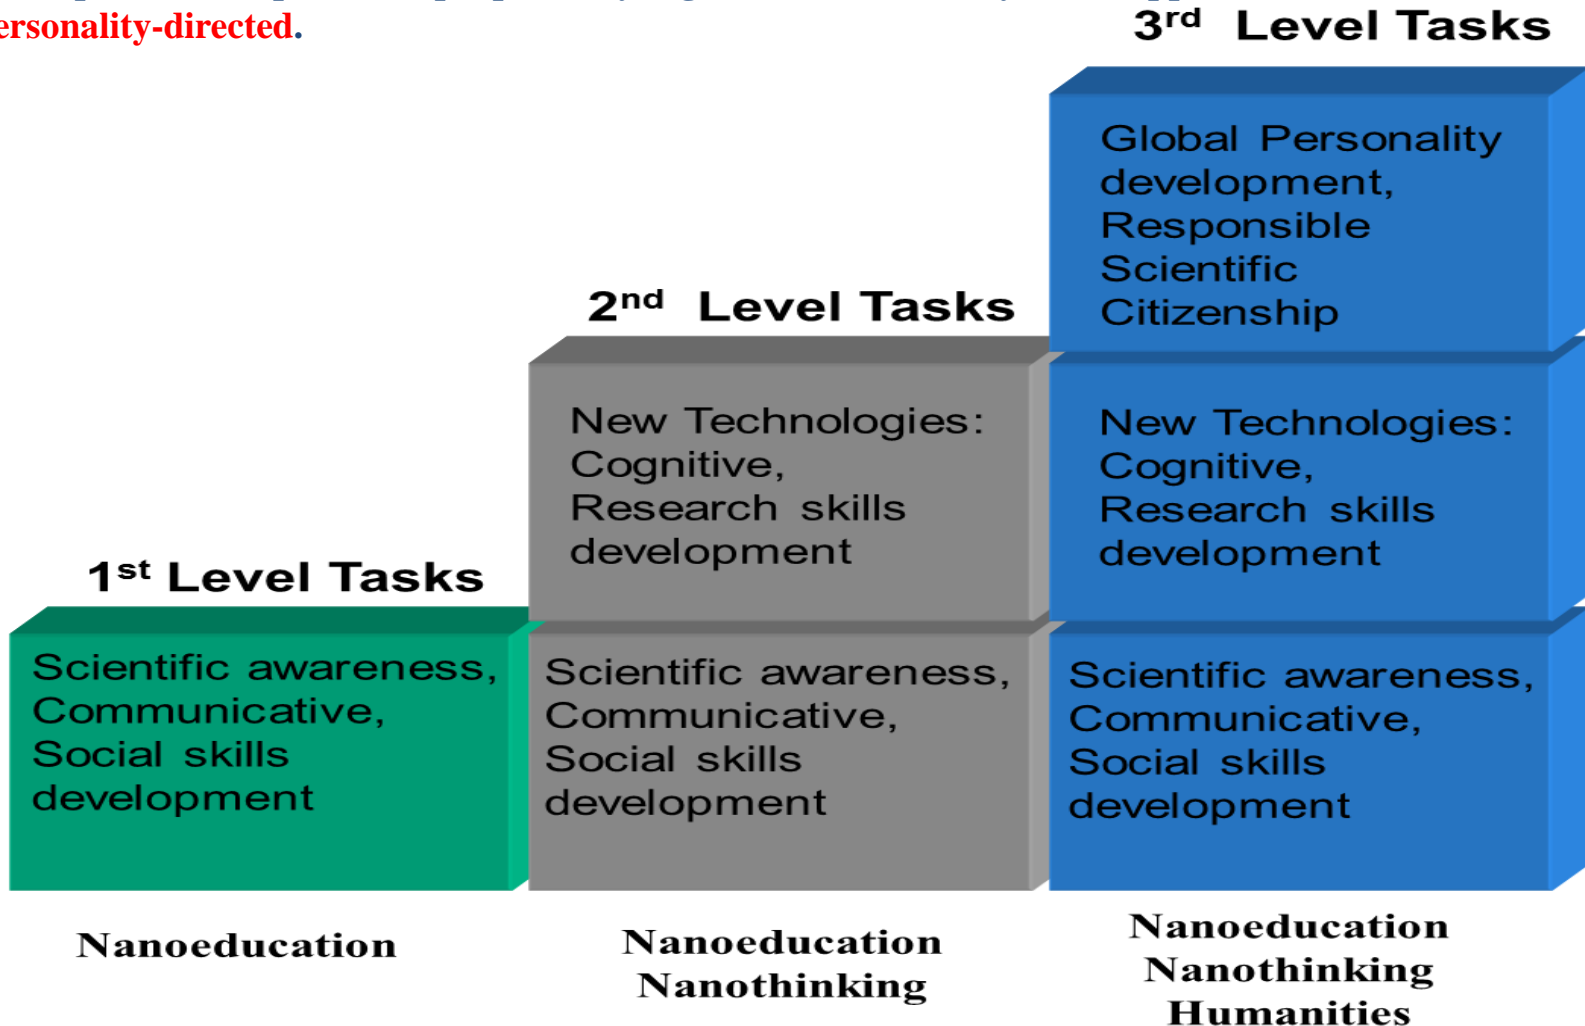 ersonality-directed.
3rd Level Tasks
Global Personality
development,
Responsible
Scientific
Citizenship
2nd Level Tasks
New Technologies:
Cognitive,
Research skills
development
New Technologies:
Cognitive,
Research skills
development
1st Level Tasks
Scientific awareness,
Communicative,
Social skills
development
Scientific awareness,
Communicative,
Social skills
development
Scientific awareness,
Communicative,
Social skills
development
Nanoeducation
Nanoeducation
Nanothinking
Nanoeducation
Nanothinking
Humanities